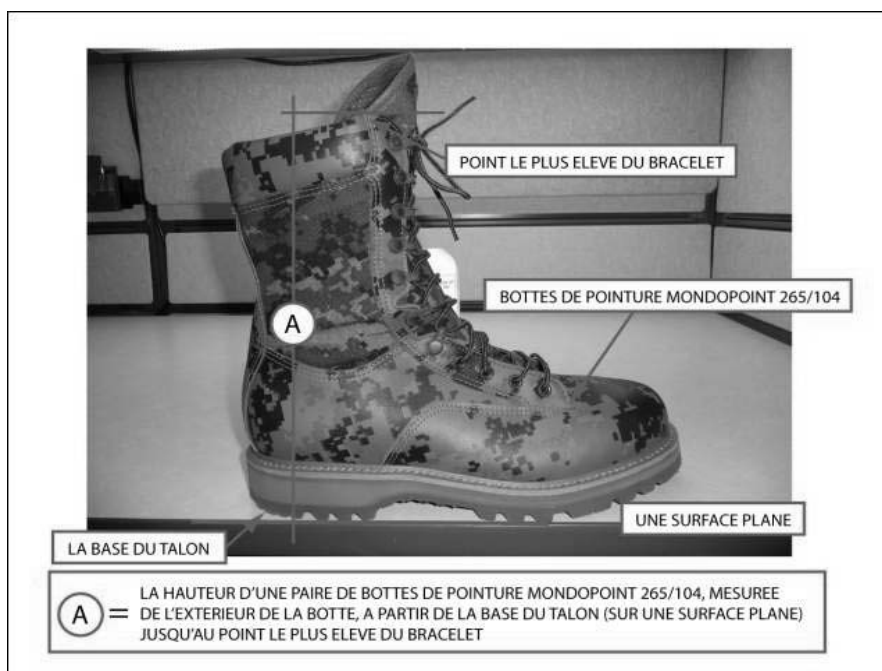 POINT LE PLUS ELEVE DU BRACELET
BOTTES DE POINTURE MONDOPOINT 265/104
A
UNE SURFACE PLANE
LA BASE DU TALON
A = LA HAUTEUR D'UNE PAIRE DE BOTTES DE POINTURE MONDOPOINT 265/104, MESUREE
DE L'EXTERIEUR DE LA BOTTE, A PARTIR DE LA BASE DU TALON (SUR UNE SURFACE PLANE)
JUSQU'AU POINT LE PLUS ELEVE DU BRACELET